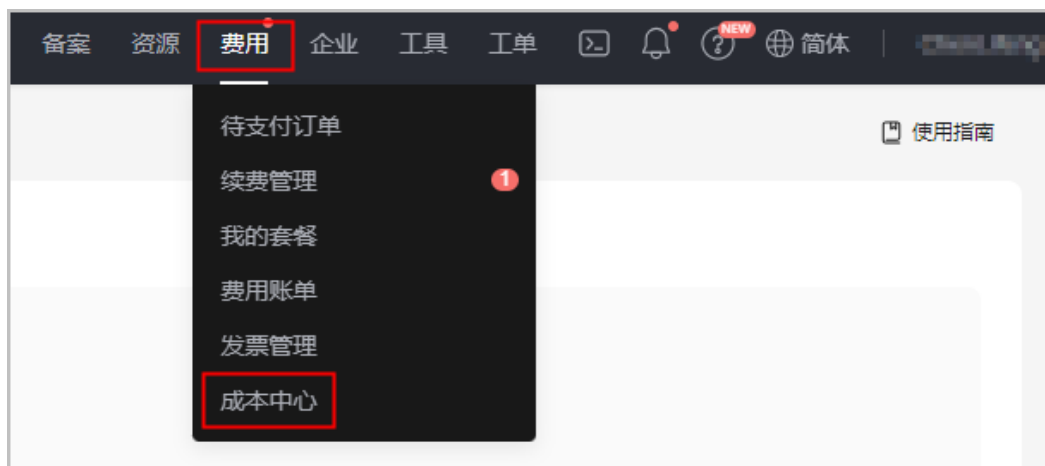 备案 资源 费用 企业 工具 工单 NEW 简体
使用指南
待支付订单
续费管理 1
我的套餐
费用账单
发票管理
成本中心